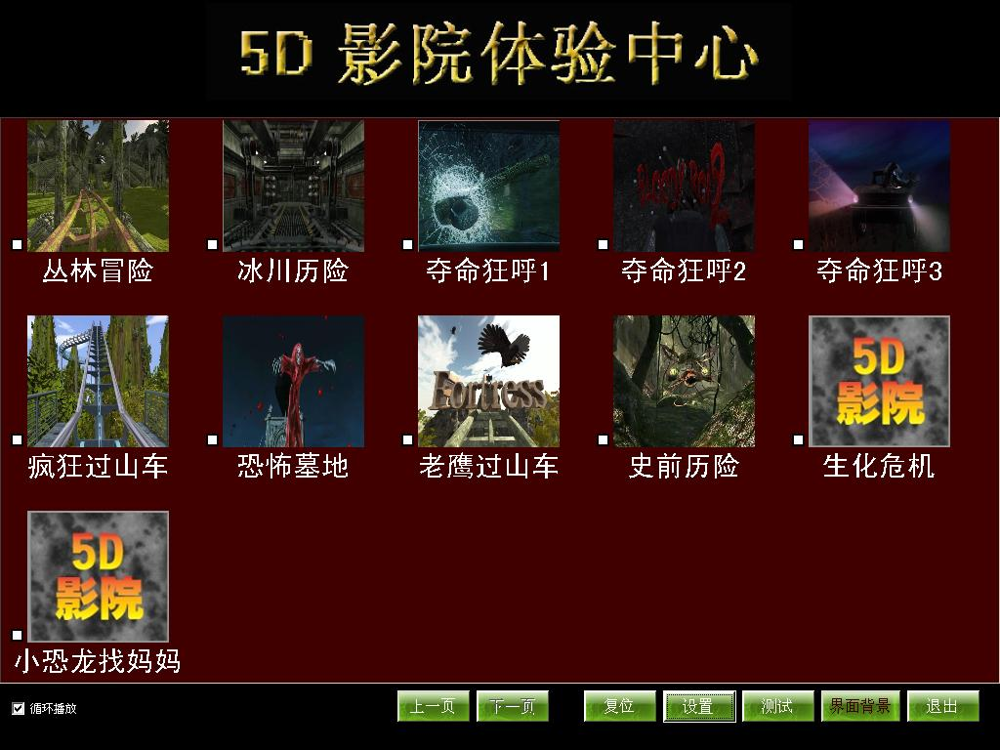 5D 影院体验中心
BLOODY ROAD 2
丛林冒险
冰川历险
夺命狂呼1
夺命狂呼2
夺命狂呼3
Fortress
5D
影院
疯狂过山车
恐怖墓地
老鹰过山车
史前历险
生化危机
5D
影院
小恐龙找妈妈
循环播放
上一页
下一页
复位
设置
测试
界面背景
退出